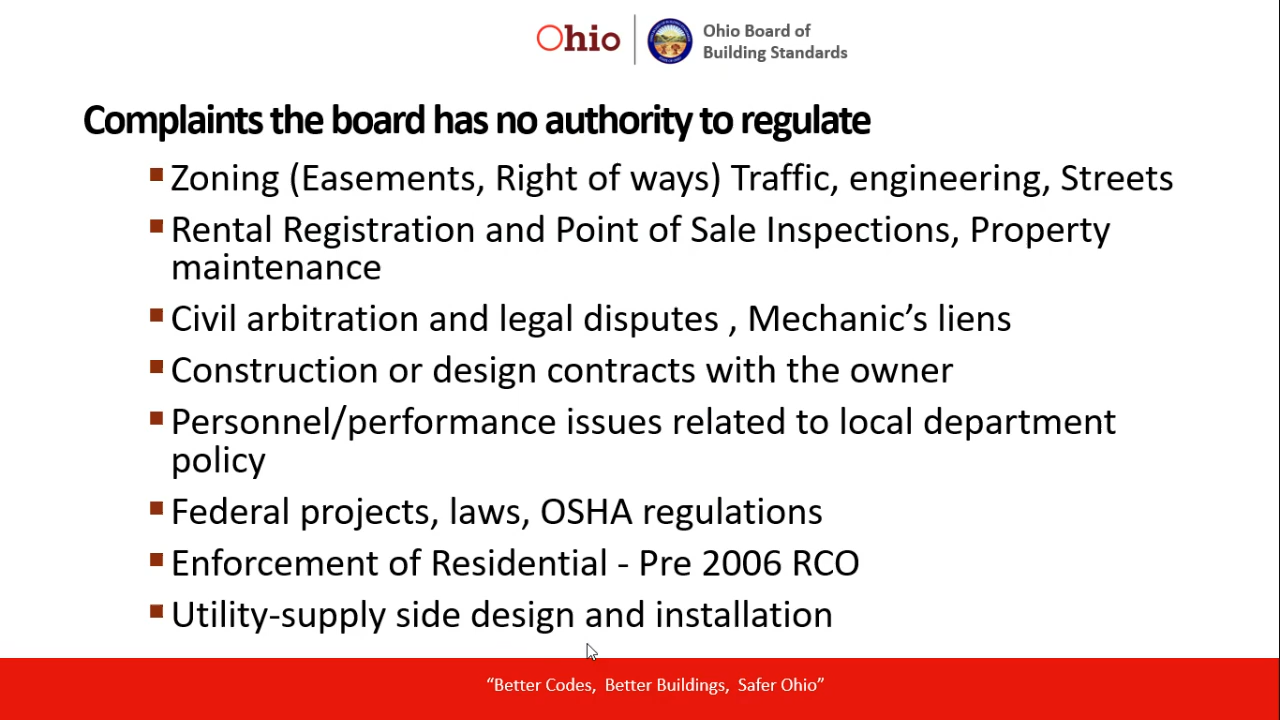 Ohio
Ohio Board of
Building Standards
Complaints the board has no authority to regulate
Zoning (Easements, Right of ways) Traffic, engineering, Streets
Rental Registration and Point of Sale Inspections, Property
maintenance
Civil arbitration and legal disputes , Mechanic’s liens
Construction or design contracts with the owner
Personnel/performance issues related to local department
policy
Federal projects, laws, OSHA regulations
Enforcement of Residential - Pre 2006 RCO
Utility-supply side design and installation
“Better Codes, Better Buildings, Safer Ohio”